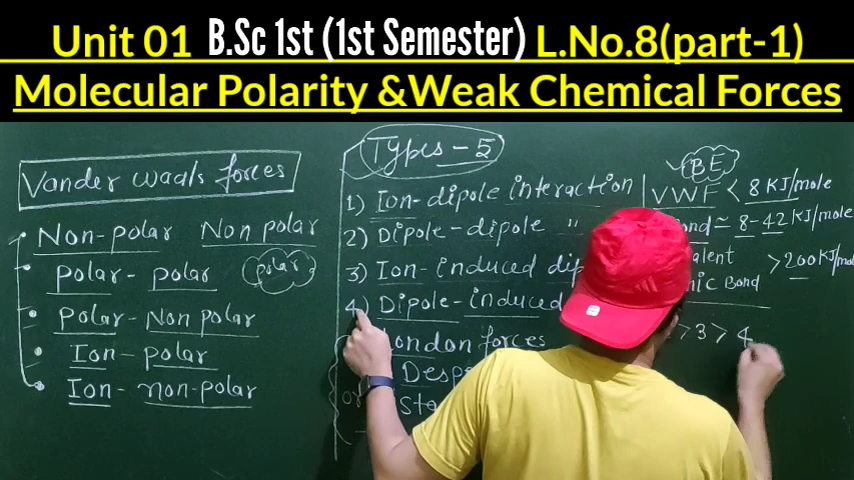 Unit 01 B.Sc 1st (1st Semester) L.No.8(part-1)
Molecular Polarity &Weak Chemical Forces
Vander waals forces
Non-polar Non polar
polar - polar
polar
polar - Non polar
Ion - polar
Ion - non-polar
Types - 5
1) Ion-dipole interaction
2) Dipole-dipole "
3) Ion-induced
4) Dipole-induced
London forces
or
BE
VWF < 8 KJ/mole
≃ 8-42 KJ/mole
> 200 KJ/mole
Bond
> 3 > 4